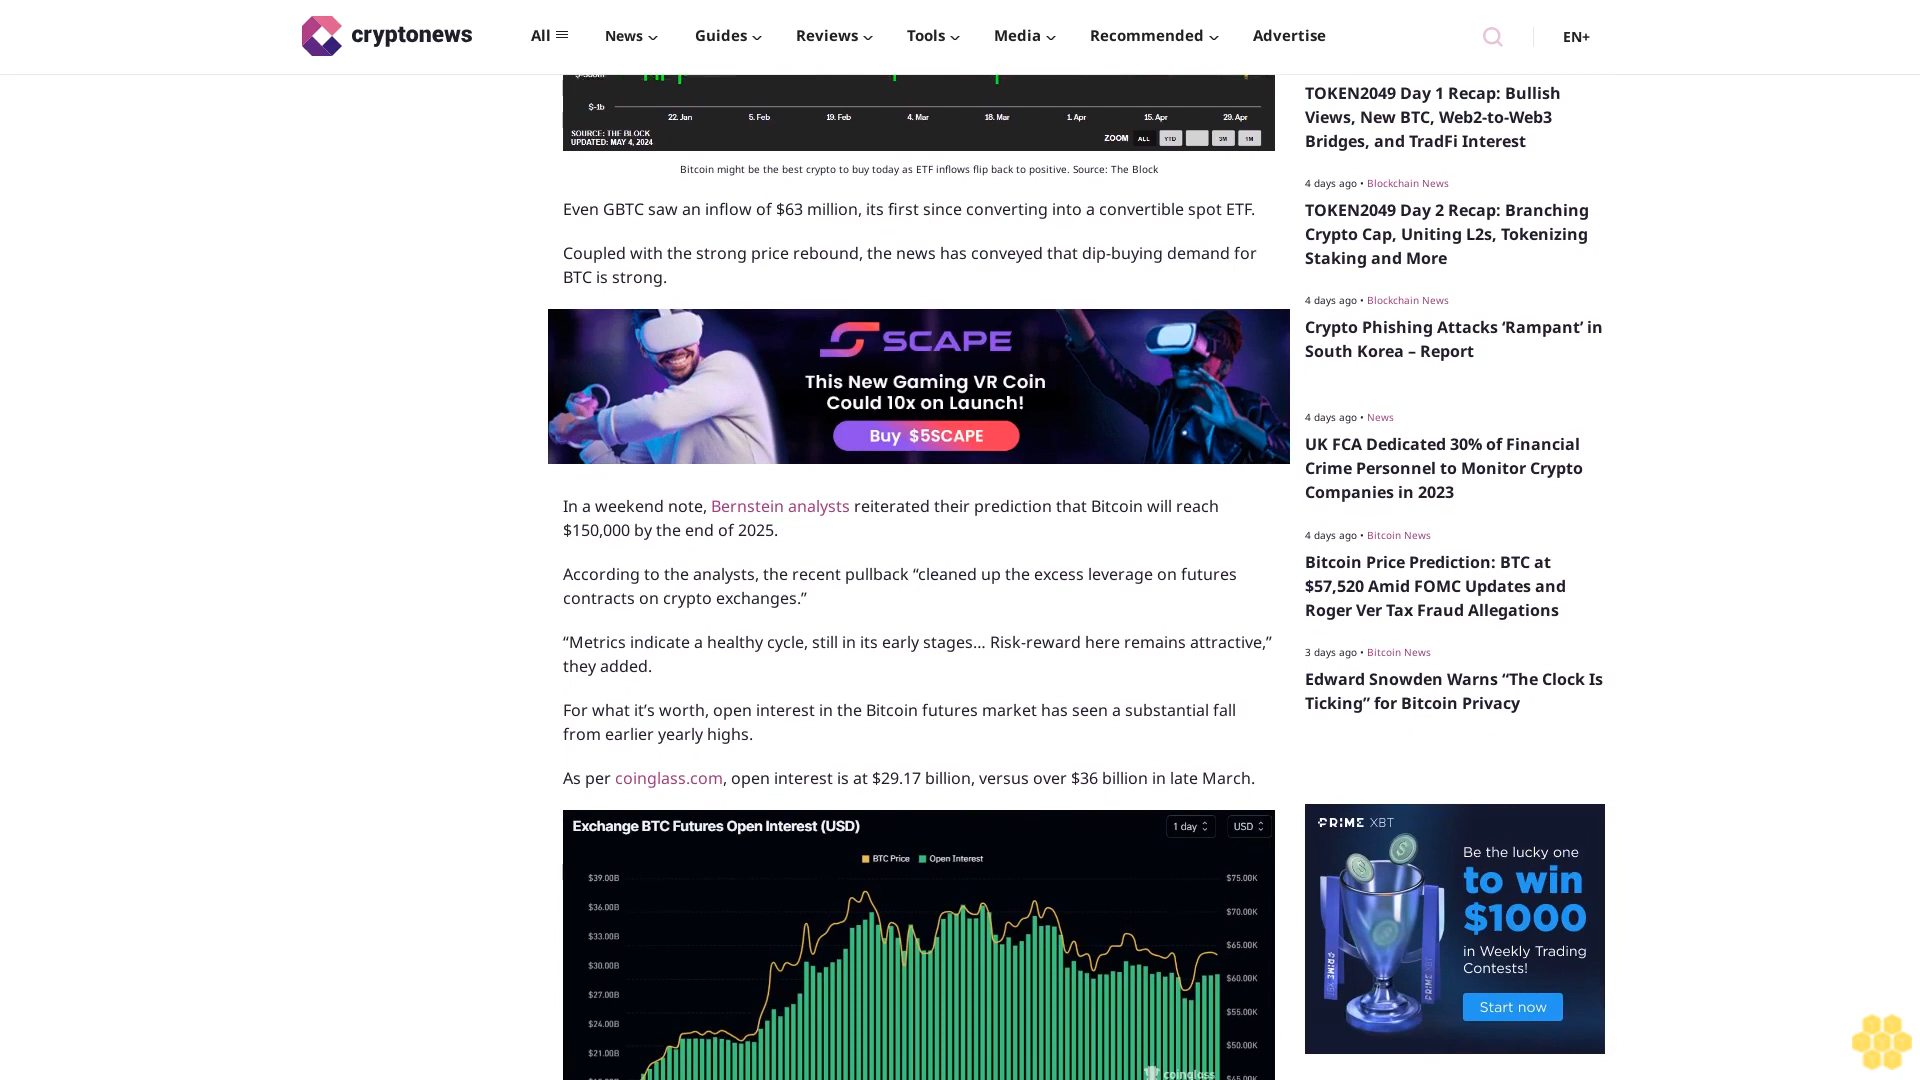 cryptonews
All
News
Guides
Reviews
Tools
Media
Recommended
Advertise
EN+
$-1b
22. Jan
5. Feb
19. Feb
4. Mar
18. Mar
1. Apr
15. Apr
29. Apr
SOURCE: THE BLOCK
UPDATED: MAY 4, 2024
ZOOM
ALL
YTD
3M
1M
Bitcoin might be the best crypto to buy today as ETF inflows flip back to positive. Source: The Block
Even GBTC saw an inflow of $63 million, its first since converting into a convertible spot ETF.
Coupled with the strong price rebound, the news has conveyed that dip-buying demand for
BTC is strong.
SCAPE
This New Gaming VR Coin
Could 10x on Launch!
Buy $5SCAPE
In a weekend note, Bernstein analysts reiterated their prediction that Bitcoin will reach
$150,000 by the end of 2025.
According to the analysts, the recent pullback “cleaned up the excess leverage on futures
contracts on crypto exchanges.”
“Metrics indicate a healthy cycle, still in its early stages… Risk-reward here remains attractive,”
they added.
For what it’s worth, open interest in the Bitcoin futures market has seen a substantial fall
from earlier yearly highs.
As per coinglass.com, open interest is at $29.17 billion, versus over $36 billion in late March.
Exchange BTC Futures Open Interest (USD)
1 day
USD
BTC Price
Open Interest
$39.00B
$36.00B
$33.00B
$30.00B
$27.00B
$24.00B
$21.00B
$75.00K
$70.00K
$65.00K
$60.00K
$55.00K
$50.00K
$45.00K
coinglass
TOKEN2049 Day 1 Recap: Bullish
Views, New BTC, Web2-to-Web3
Bridges, and TradFi Interest
4 days ago • Blockchain News
TOKEN2049 Day 2 Recap: Branching
Crypto Cap, Uniting L2s, Tokenizing
Staking and More
4 days ago • Blockchain News
Crypto Phishing Attacks ‘Rampant’ in
South Korea – Report
4 days ago • News
UK FCA Dedicated 30% of Financial
Crime Personnel to Monitor Crypto
Companies in 2023
4 days ago • Bitcoin News
Bitcoin Price Prediction: BTC at
$57,520 Amid FOMC Updates and
Roger Ver Tax Fraud Allegations
3 days ago • Bitcoin News
Edward Snowden Warns “The Clock Is
Ticking” for Bitcoin Privacy
PRIME XBT
Be the lucky one
to win
$1000
in Weekly Trading
Contests!
Start now